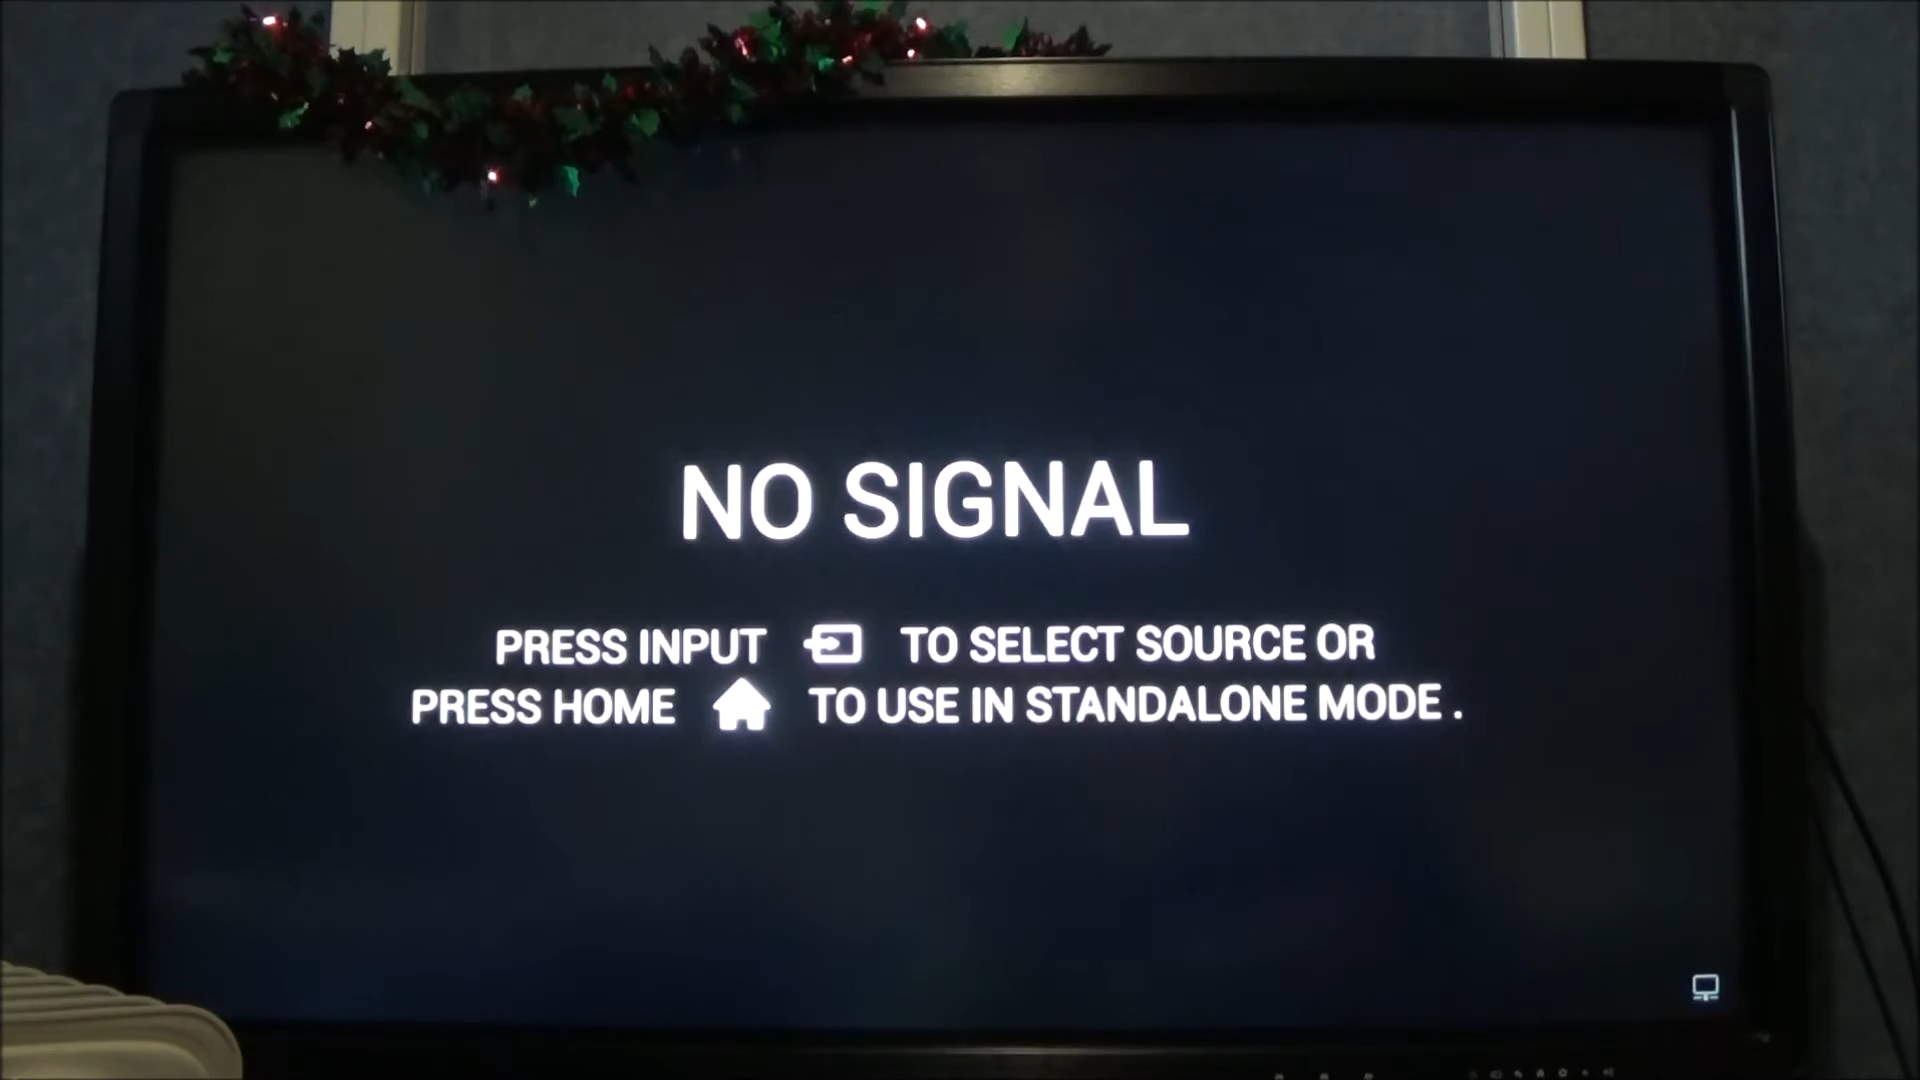 NO SIGNAL
PRESS INPUT TO SELECT SOURCE OR
PRESS HOME TO USE IN STANDALONE MODE .